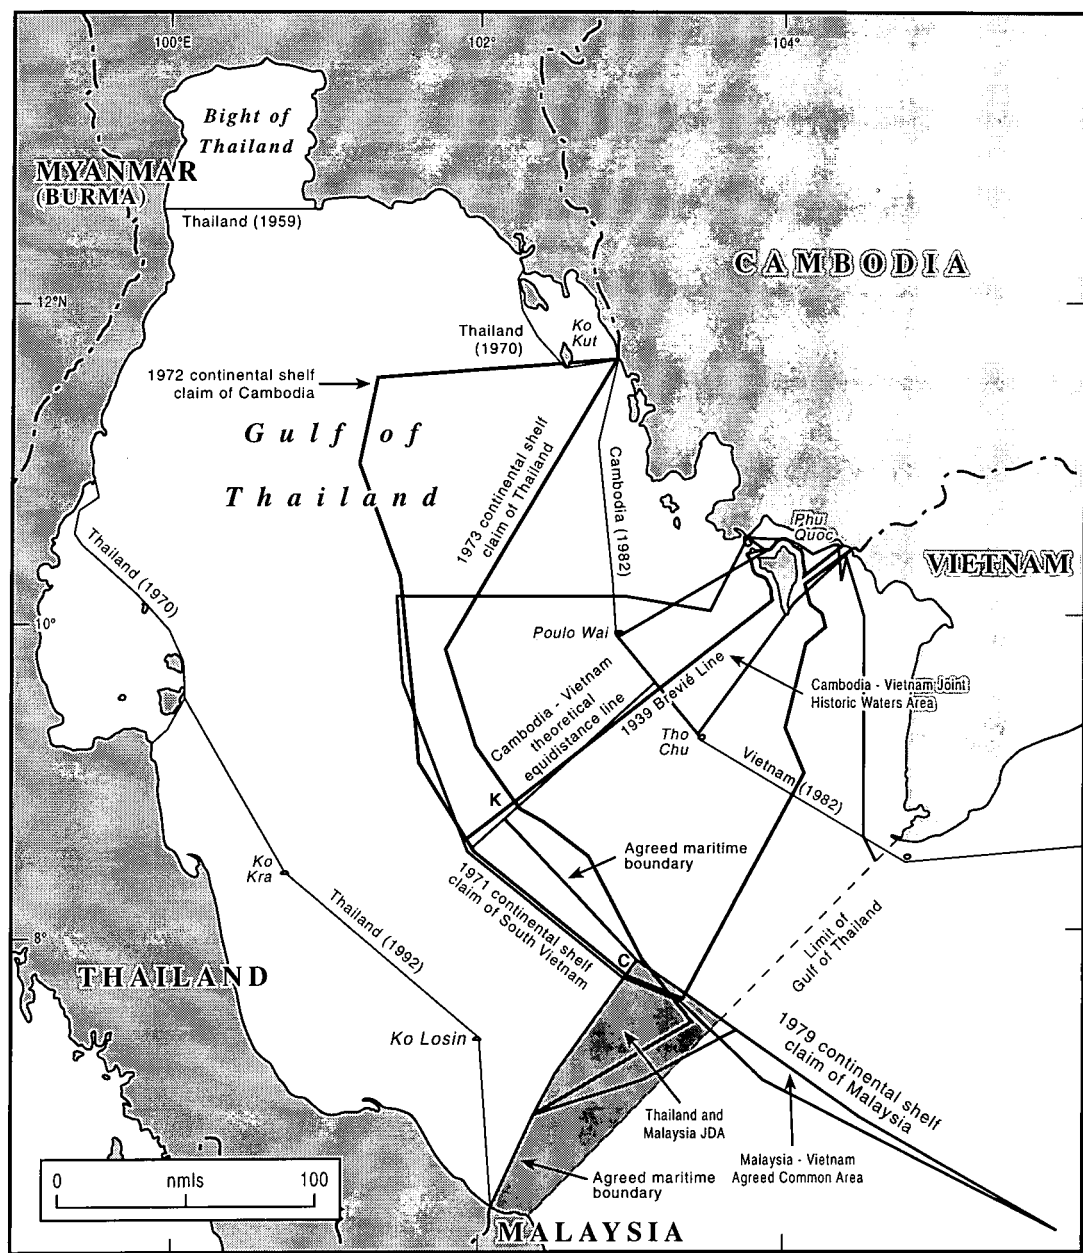 100°E
102°
104°
Bight of
Thailand
MYANMAR
(BURMA)
Thailand (1959)
CAMBODIA
12°N
Thailand
(1970)
Ko
Kut
1972 continental shelf
claim of Cambodia
Gulf of
Thailand
1973 continental shelf
claim of Thailand
Cambodia (1982)
Phu
Quoc
Thailand (1970)
VIETNAM
10°
Poulo Wai
Cambodia - Vietnam
theoretical
equidistance line
1939 Brevié Line
Cambodia - Vietnam Joint
Historic Waters Area
Tho
Chu
Vietnam (1982)
K
Ko
Kra
Agreed maritime
boundary
1971 continental shelf
claim of South Vietnam
Thailand (1992)
8°
Limit of
Gulf of Thailand
C
THAILAND
Ko Losin
1979 continental shelf
claim of Malaysia
Thailand and
Malaysia JDA
Malaysia - Vietnam
Agreed Common Area
Agreed maritime
boundary
0 nmls 100
MALAYSIA